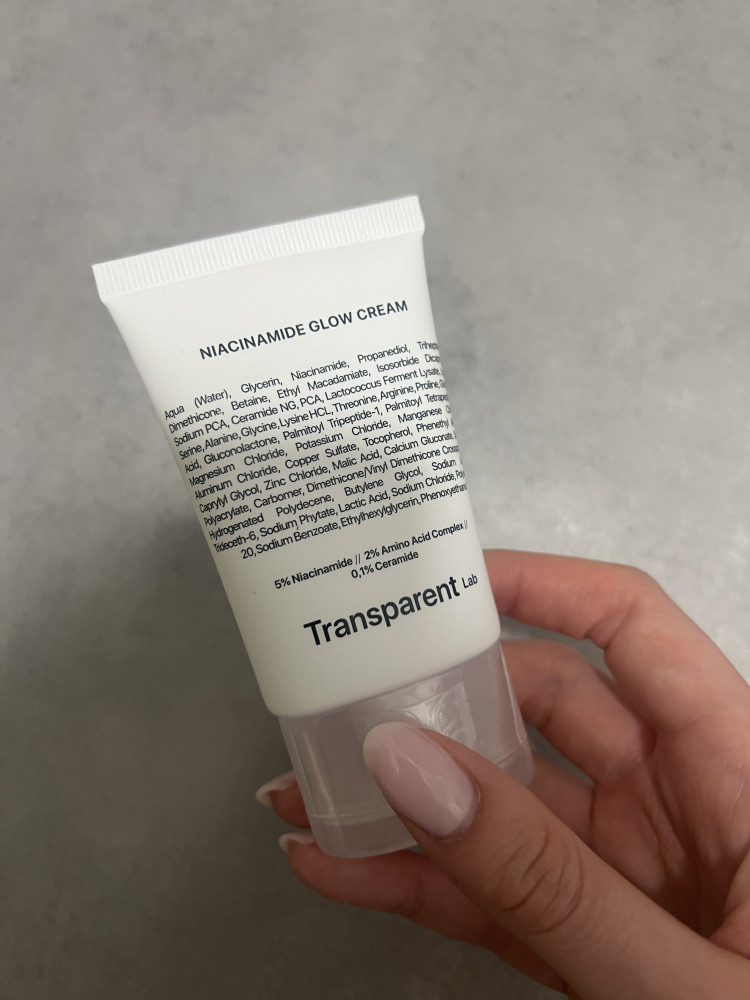 NIACINAMIDE GLOW CREAM
Aqua (Water), Glycerin, Niacinamide, Propanediol,
Dimethicone, Betaine, Ethyl Macadamiate, Isosorbide
Sodium PCA, Ceramide NG, PCA, Lactococcus Ferment Lysate,
Serine, Alanine, Glycine, Lysine HCL, Threonine, Arginine, Proline,
Acid, Gluconolactone, Palmitoyl Tripeptide-1, Palmitoyl
Magnesium Chloride, Potassium Chloride, Manganese
Aluminum Chloride, Copper Sulfate, Tocopherol, Phenethyl
Caprylyl Glycol, Zinc Chloride, Malic Acid, Calcium Gluconate,
Polyacrylate, Carbomer, Dimethicone/Vinyl Dimethicone
Hydrogenated Polydecene, Butylene Glycol, Sodium
Trideceth-6, Sodium Phytate, Lactic Acid, Sodium Chloride,
20, Sodium Benzoate, Ethylhexylglycerin, Phenoxyethanol
5% Niacinamide // 2% Amino Acid Complex //
0,1% Ceramide
Transparent Lab